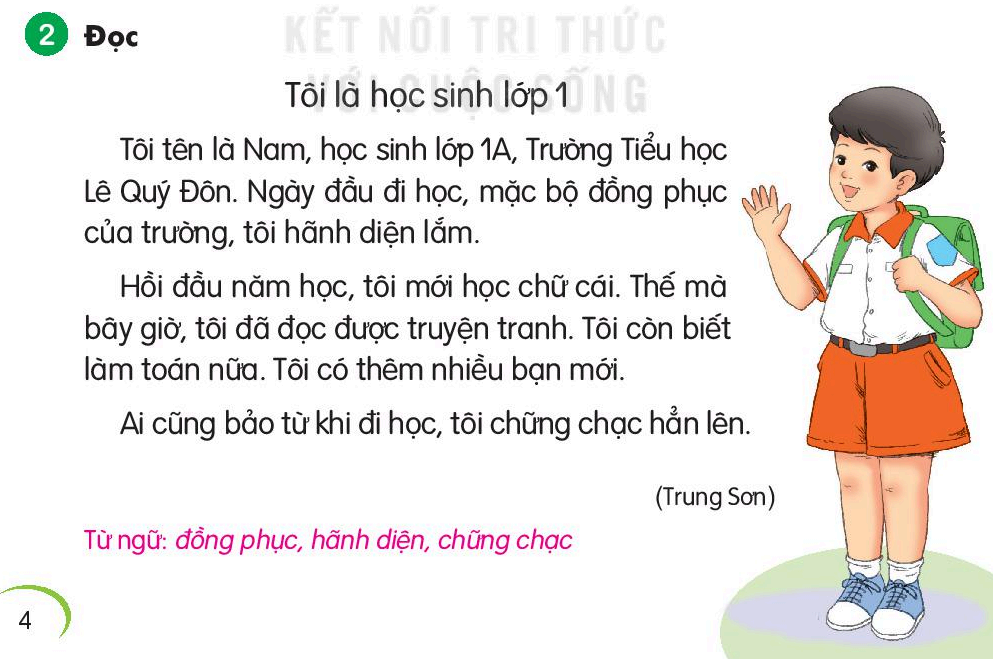 KẾT NỐI TRI THỨC
VỚI CUỘC SỐNG
2 Đọc
Tôi là học sinh lớp 1
Tôi tên là Nam, học sinh lớp 1A, Trường Tiểu học
Lê Quý Đôn. Ngày đầu đi học, mặc bộ đồng phục
của trường, tôi hãnh diện lắm.
Hồi đầu năm học, tôi mới học chữ cái. Thế mà
bây giờ, tôi đã đọc được truyện tranh. Tôi còn biết
làm toán nữa. Tôi có thêm nhiều bạn mới.
Ai cũng bảo từ khi đi học, tôi chững chạc hẳn lên.
(Trung Sơn)
Từ ngữ: đồng phục, hãnh diện, chững chạc
4